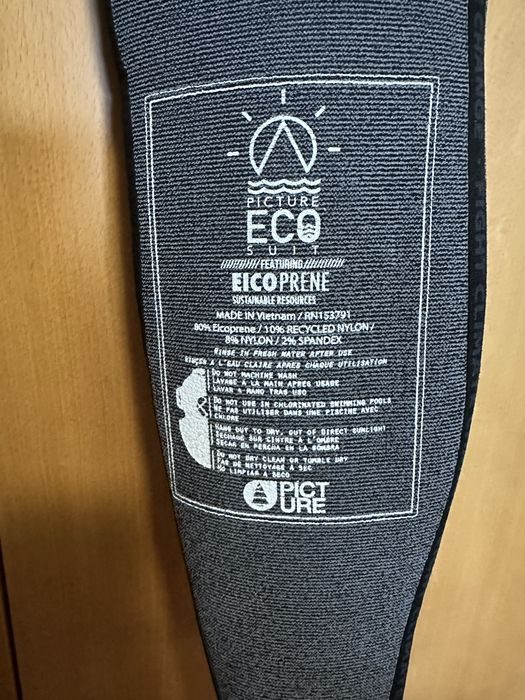 PICTURE
ECO
SUIT
FEATURING
EICOPRENE
SUSTAINABLE RESOURCES
MADE IN Vietnam / RN153791
80% Eicoprene / 10% RECYCLED NYLON /
8% NYLON / 2% SPANDEX
RINSE IN FRESH WATER AFTER USE
RINCER A L'EAU CLAIRE APRES CHAQUE UTILISATION
DO NOT MACHINE WASH
LAVAGE A LA MAIN APRES USAGE
LAVAR A MANO TRAS USO
DO NOT USE IN CHLORINATED SWIMMING POOLS
NE PAS UTILISER DANS UNE PISCINE AVEC
CHLORE
HANG OUT TO DRY, OUT OF DIRECT SUNLIGHT
SECHAGE SUR CINTRE A L'OMBRE
SECAR EN PERCHA EN LA SOMBRA
DO NOT DRY CLEAN OR TUMBLE DRY
PAS DE NETTOYAGE A SEC
NO LIMPIAR A SECO
PICT
URE